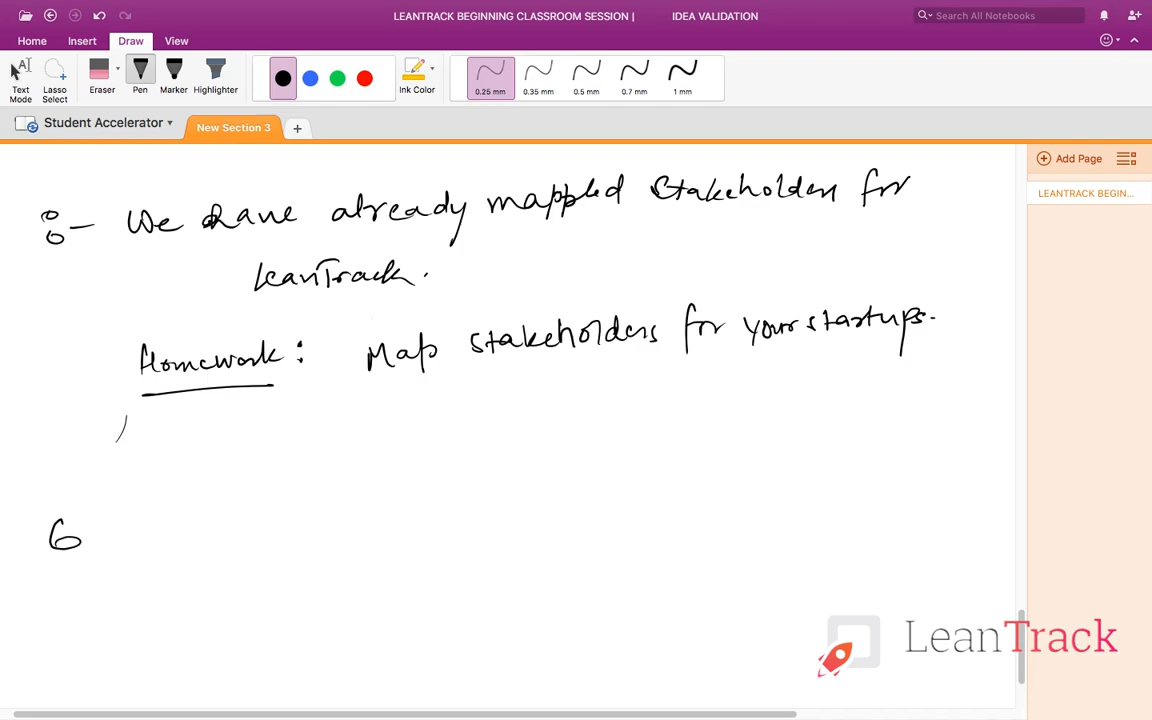 LEANTRACK BEGINNING CLASSROOM SESSION | IDEA VALIDATION
Search All Notebooks
Home Insert Draw View
Text Mode
Lasso Select
Eraser
Pen
Marker
Highlighter
Ink Color
0.25 mm
0.35 mm
0.5 mm
0.7 mm
1 mm
Student Accelerator
New Section 3
Add Page
LEANTRACK BEGIN...
:- We have already mappled stakeholders for
LeanTrack.
Homework: Map stakeholders for your startups.
6
LeanTrack